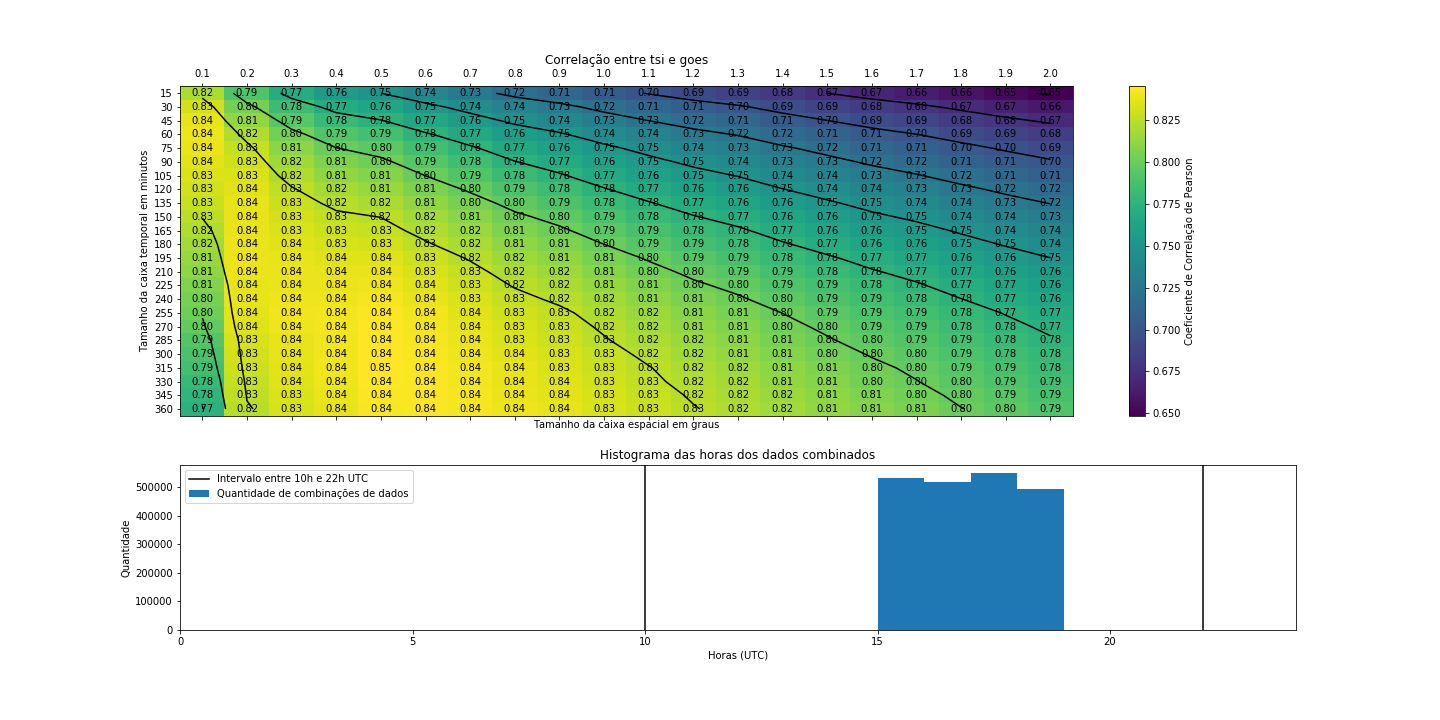 Correlação entre tsi e goes
0.1 0.2 0.3 0.4 0.5 0.6 0.7 0.8 0.9 1.0 1.1 1.2 1.3 1.4 1.5 1.6 1.7 1.8 1.9 2.0
15 0.82 0.79 0.77 0.76 0.75 0.74 0.73 0.72 0.71 0.71 0.70 0.69 0.69 0.68 0.67 0.67 0.66 0.66 0.65 0.65
30 0.83 0.80 0.78 0.77 0.76 0.75 0.74 0.74 0.73 0.72 0.71 0.71 0.70 0.69 0.69 0.68 0.68 0.67 0.67 0.66
45 0.84 0.81 0.79 0.78 0.78 0.77 0.76 0.75 0.74 0.73 0.73 0.72 0.71 0.71 0.70 0.69 0.69 0.68 0.68 0.67
60 0.84 0.82 0.80 0.79 0.79 0.78 0.77 0.76 0.75 0.74 0.74 0.73 0.72 0.72 0.71 0.71 0.70 0.69 0.69 0.68
75 0.84 0.83 0.81 0.80 0.80 0.79 0.78 0.77 0.76 0.75 0.75 0.74 0.73 0.73 0.72 0.71 0.71 0.70 0.70 0.69
90 0.84 0.83 0.82 0.81 0.80 0.79 0.78 0.78 0.77 0.76 0.75 0.75 0.74 0.73 0.73 0.72 0.72 0.71 0.71 0.70
105 0.83 0.83 0.82 0.81 0.81 0.80 0.79 0.78 0.78 0.77 0.76 0.75 0.75 0.74 0.74 0.73 0.73 0.72 0.71 0.71
120 0.83 0.84 0.83 0.82 0.81 0.81 0.80 0.79 0.78 0.78 0.77 0.76 0.76 0.75 0.74 0.74 0.73 0.73 0.72 0.72
135 0.83 0.84 0.83 0.82 0.82 0.81 0.80 0.80 0.79 0.78 0.78 0.77 0.76 0.76 0.75 0.75 0.74 0.74 0.73 0.72
150 0.83 0.84 0.83 0.83 0.82 0.82 0.81 0.80 0.80 0.79 0.78 0.78 0.77 0.76 0.76 0.75 0.75 0.74 0.74 0.73
165 0.82 0.84 0.83 0.83 0.83 0.82 0.82 0.81 0.80 0.79 0.79 0.78 0.78 0.77 0.76 0.76 0.75 0.75 0.74 0.74
180 0.82 0.84 0.84 0.83 0.83 0.83 0.82 0.81 0.81 0.80 0.79 0.79 0.78 0.78 0.77 0.76 0.76 0.75 0.75 0.74
195 0.81 0.84 0.84 0.84 0.83 0.83 0.82 0.82 0.81 0.81 0.80 0.79 0.79 0.78 0.78 0.77 0.77 0.76 0.76 0.75
210 0.81 0.84 0.84 0.84 0.84 0.83 0.83 0.82 0.82 0.81 0.80 0.80 0.79 0.79 0.78 0.78 0.77 0.77 0.76 0.76
225 0.81 0.84 0.84 0.84 0.84 0.83 0.83 0.82 0.82 0.81 0.81 0.80 0.80 0.79 0.79 0.78 0.78 0.77 0.77 0.76
240 0.80 0.84 0.84 0.84 0.84 0.84 0.83 0.83 0.82 0.82 0.81 0.81 0.80 0.80 0.79 0.79 0.78 0.78 0.77 0.76
255 0.80 0.84 0.84 0.84 0.84 0.84 0.84 0.83 0.83 0.82 0.82 0.81 0.81 0.80 0.79 0.79 0.79 0.78 0.77 0.77
270 0.80 0.84 0.84 0.84 0.84 0.84 0.84 0.83 0.83 0.82 0.82 0.81 0.81 0.80 0.80 0.79 0.79 0.78 0.78 0.77
285 0.79 0.83 0.84 0.84 0.84 0.84 0.84 0.83 0.83 0.83 0.82 0.82 0.81 0.81 0.80 0.80 0.79 0.79 0.78 0.78
300 0.79 0.83 0.84 0.84 0.84 0.84 0.84 0.84 0.83 0.83 0.82 0.82 0.81 0.81 0.80 0.80 0.80 0.79 0.78 0.78
315 0.79 0.83 0.84 0.84 0.85 0.84 0.84 0.84 0.83 0.83 0.83 0.82 0.82 0.81 0.81 0.80 0.80 0.79 0.79 0.78
330 0.78 0.83 0.84 0.84 0.84 0.84 0.84 0.84 0.84 0.83 0.83 0.82 0.82 0.81 0.81 0.80 0.80 0.80 0.79 0.79
345 0.78 0.83 0.83 0.84 0.84 0.84 0.84 0.84 0.84 0.83 0.83 0.82 0.82 0.82 0.81 0.81 0.80 0.80 0.79 0.79
360 0.77 0.82 0.83 0.84 0.84 0.84 0.84 0.84 0.84 0.83 0.83 0.83 0.82 0.82 0.81 0.81 0.81 0.80 0.80 0.79
Tamanho da caixa temporal em minutos
Tamanho da caixa espacial em graus
0.825
0.800
0.775
0.750
0.725
0.700
0.675
0.650
Coeficiente de Correlação de Pearson
Histograma das horas dos dados combinados
Intervalo entre 10h e 22h UTC
Quantidade de combinações de dados
500000
400000
300000
200000
100000
0
Quantidade
0 5 10 15 20
Horas (UTC)